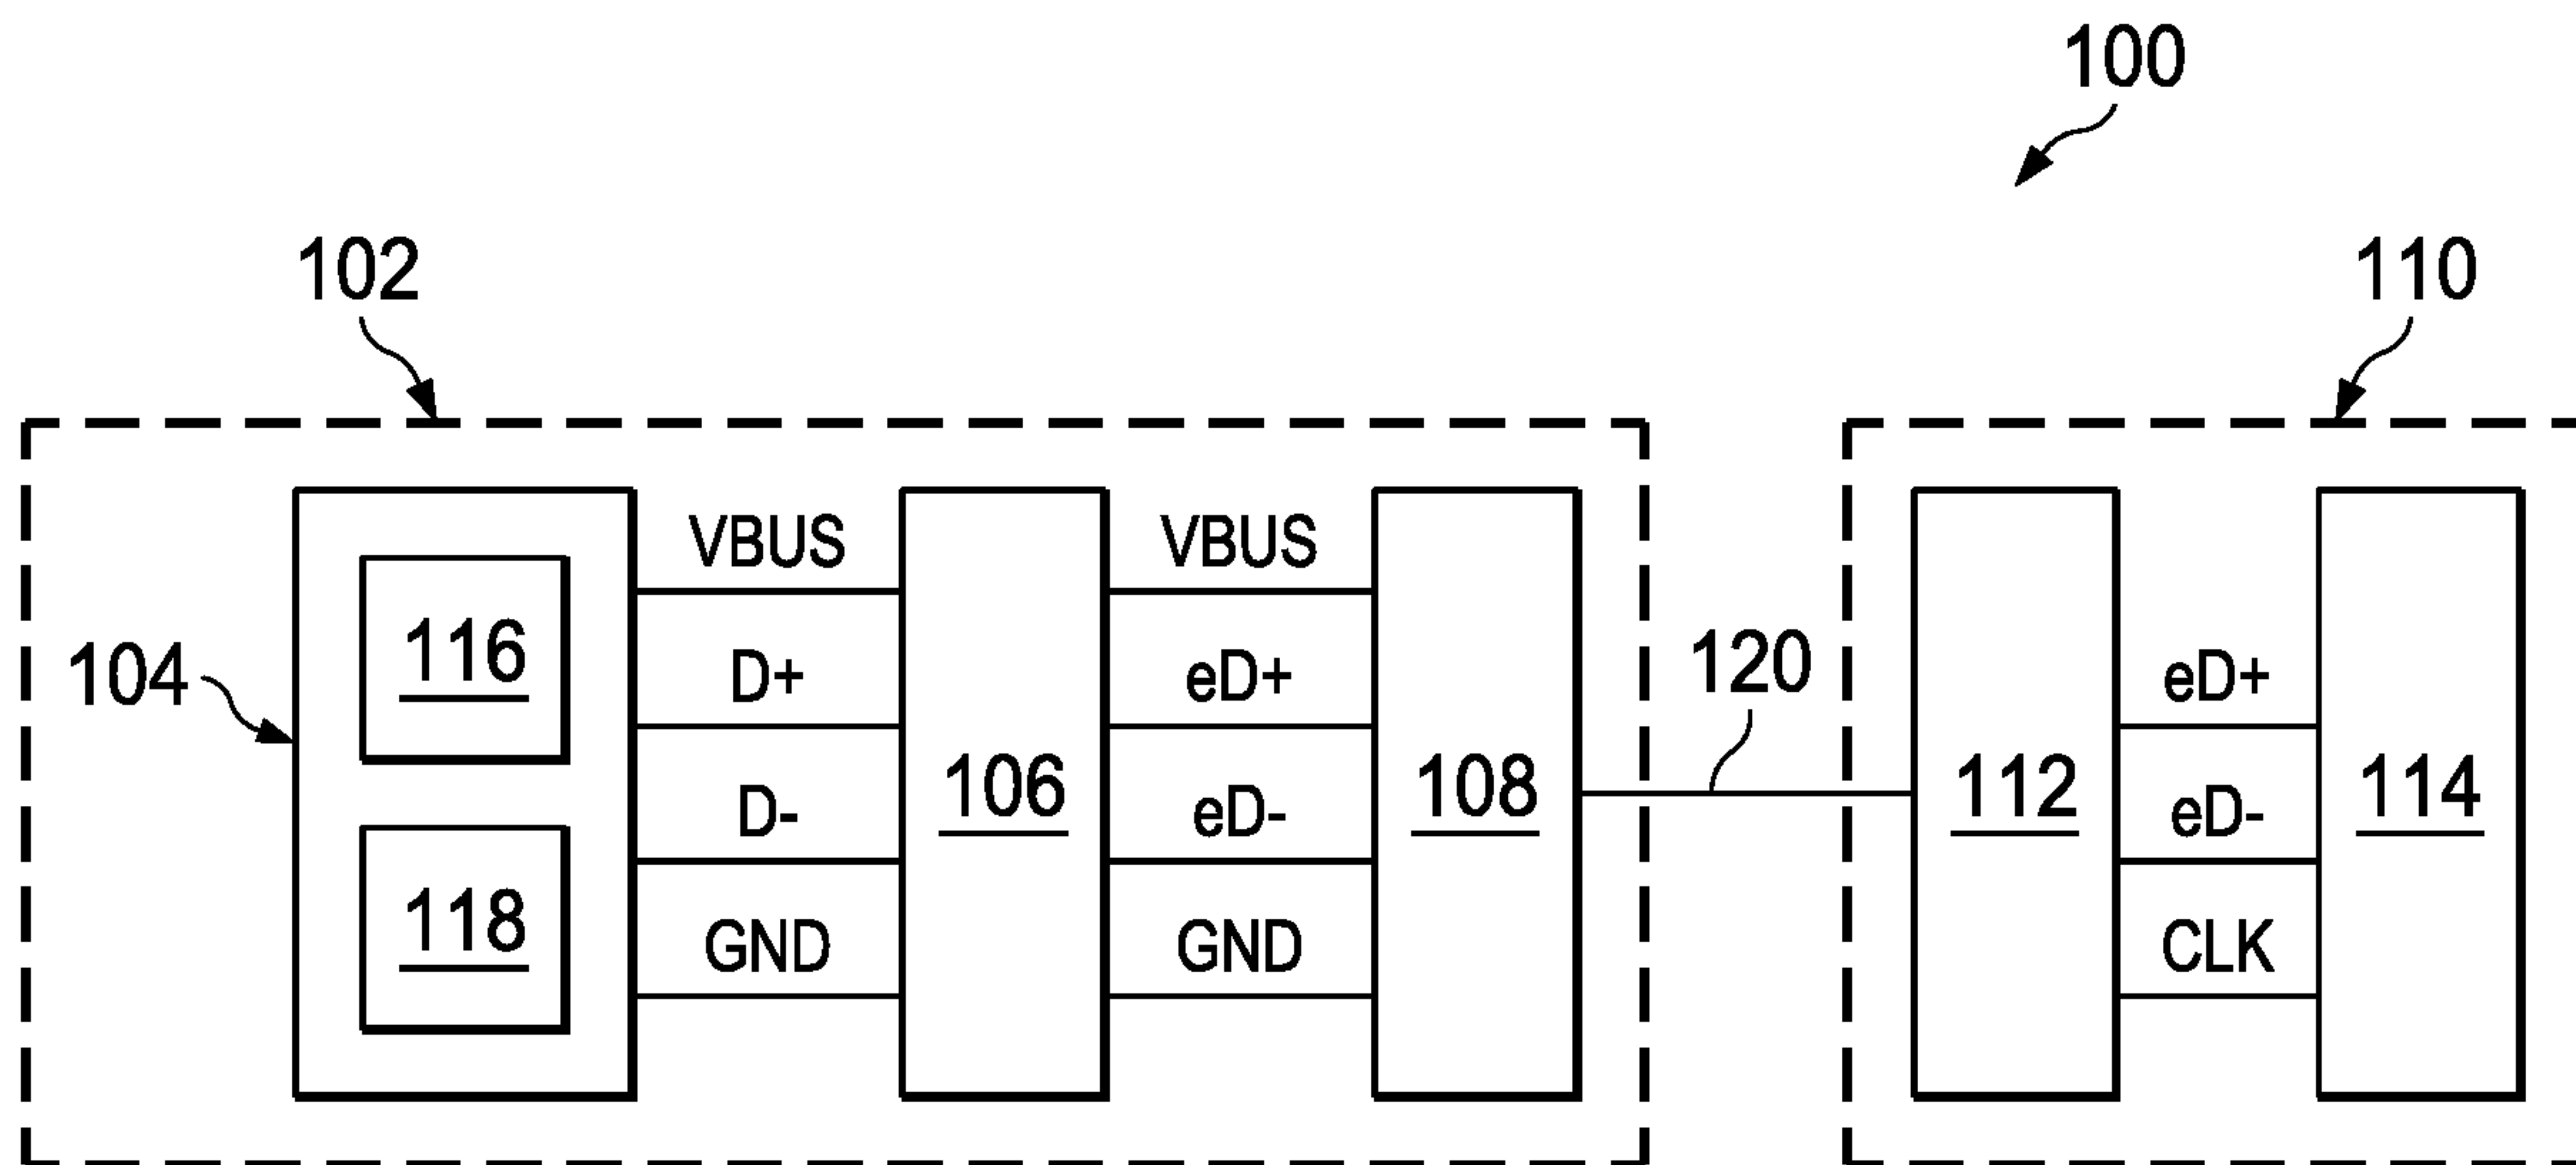 100
102
110
VBUS
VBUS
116
104
D+
eD+
120
eD+
106
108
112
114
D-
eD-
eD-
118
GND
GND
CLK